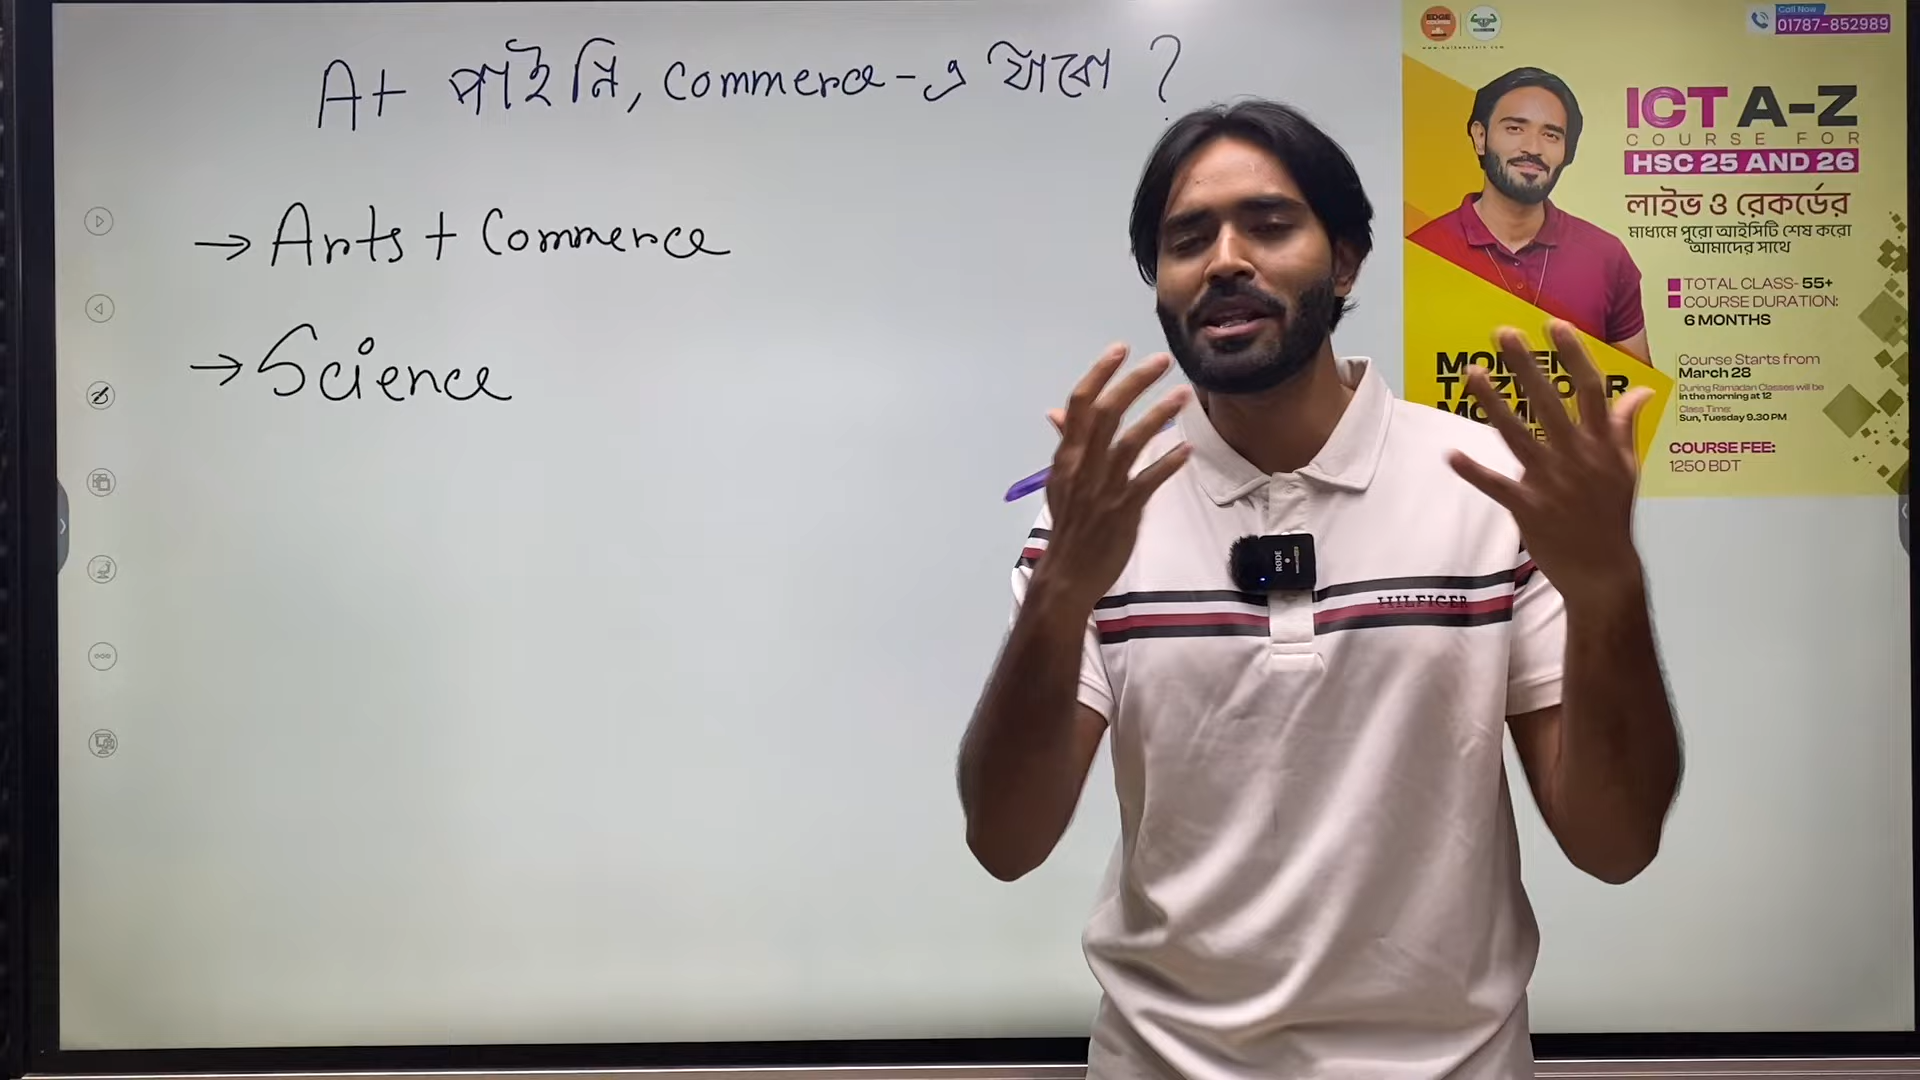 A+ পাই নি, Commerce-এ যাবো ?
→ Arts + Commerce
→ Science
EDGE
Call Now
01787-852989
ICT A-Z
COURSE FOR
HSC 25 AND 26
লাইভ ও রেকর্ডের
মাধ্যমে পুরো আইসিটি শেষ করো
আমাদের সাথে
TOTAL CLASS- 55+
COURSE DURATION:
6 MONTHS
Course Starts from
March 28
During Ramadan Classes will be
in the morning at 12
Class Time:
Sun, Tuesday 9.30 PM
COURSE FEE:
1250 BDT
RODE
HILFIGER